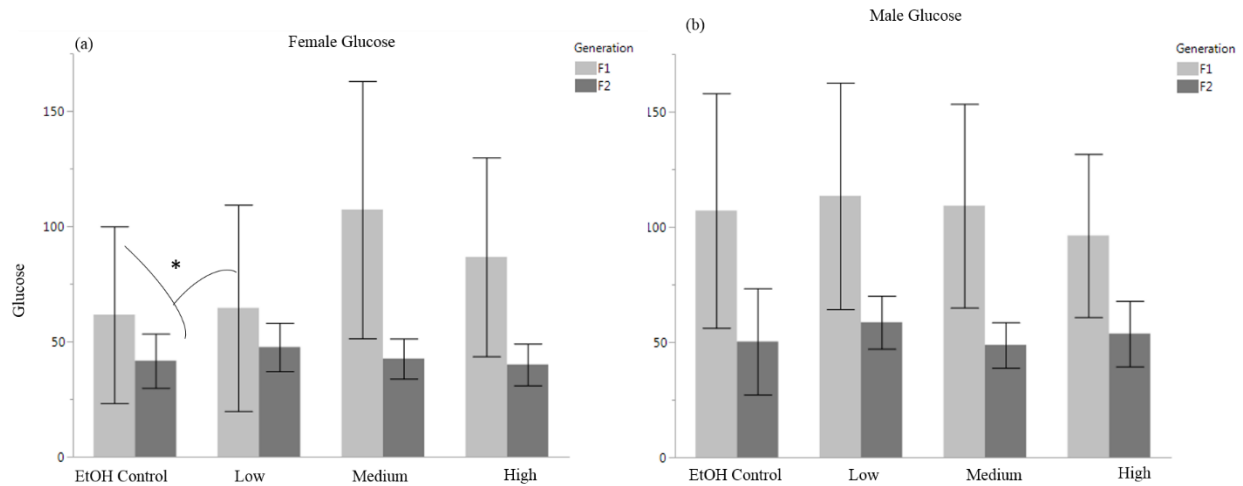 (a)
Female Glucose
Generation
F1
F2
150
100
50
0
Glucose
*
EtOH Control
Low
Medium
High
(b)
Male Glucose
Generation
F1
F2
150
100
50
0
EtOH Control
Low
Medium
High